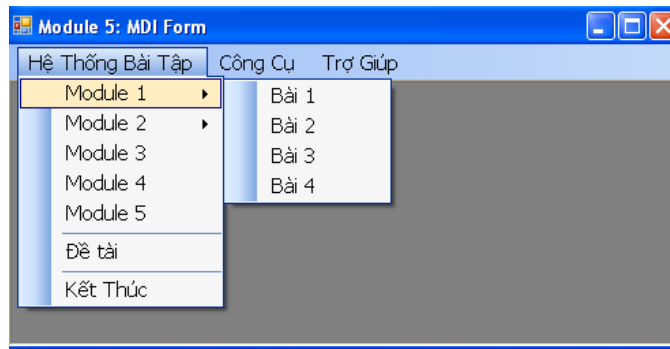 Module 5: MDI Form
Hệ Thống Bài Tập Công Cụ Trợ Giúp
Module 1
Module 2
Module 3
Module 4
Module 5
Đề tài
Kết Thúc
Bài 1
Bài 2
Bài 3
Bài 4